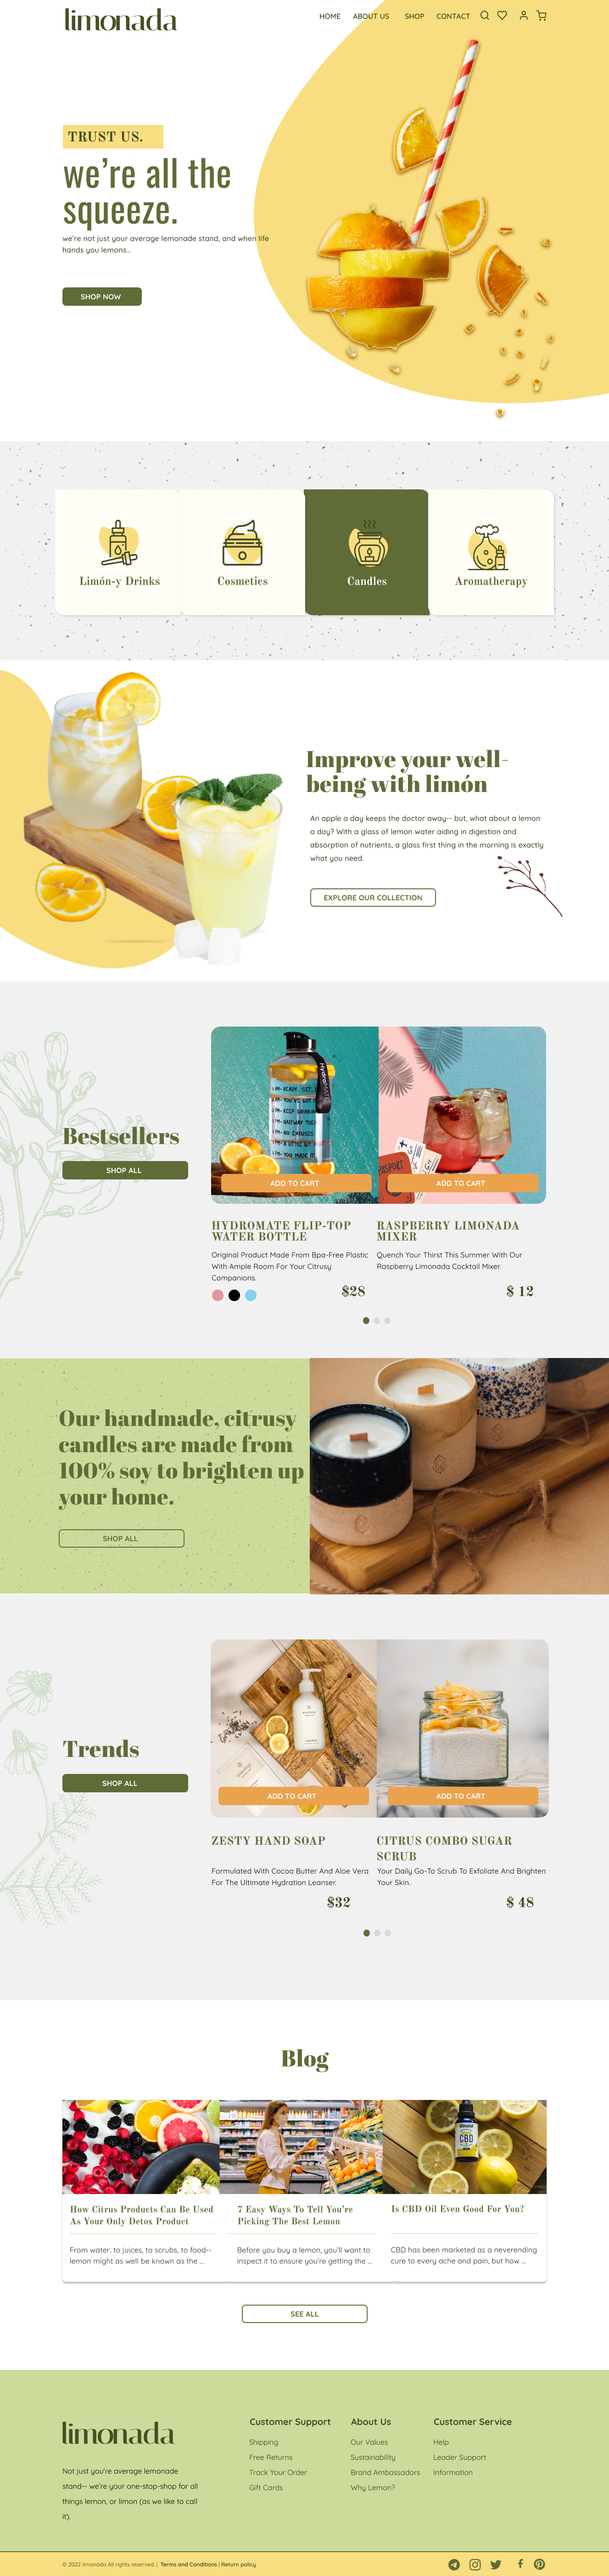 limonada
HOME ABOUT US SHOP CONTACT
TRUST US.
we're all the
squeeze.
we're not just your average lemonade stand, and when life
hands you lemons...
SHOP NOW
Limón-y Drinks
Cosmetics
Candles
Aromatherapy
Improve your well-
being with limón
An apple a day keeps the doctor away-- but, what about a lemon
a day? With a glass of lemon water aiding in digestion and
absorption of nutrients, a glass first thing in the morning is exactly
what you need.
EXPLORE OUR COLLECTION
Bestsellers
SHOP ALL
PASSPORT
ADD TO CART
ADD TO CART
HYDROMATE FLIP-TOP
WATER BOTTLE
Original Product Made From Bpa-Free Plastic
With Ample Room For Your Citrusy
Companions.
$28
RASPBERRY LIMONADA
MIXER
Quench Your Thirst This Summer With Our
Raspberry Limonada Cocktail Mixer.
$ 12
Our handmade, citrusy
candles are made from
100% soy to brighten up
your home.
SHOP ALL
Trends
SHOP ALL
ADD TO CART
ADD TO CART
ZESTY HAND SOAP
Formulated With Cocoa Butter And Aloe Vera
For The Ultimate Hydration Leanser.
$32
CITRUS COMBO SUGAR
SCRUB
Your Daily Go-To Scrub To Exfoliate And Brighten
Your Skin.
$ 48
Blog
CBD
How Citrus Products Can Be Used
As Your Only Detox Product
From water, to juices, to scrubs, to food--
lemon might as well be known as the ...
7 Easy Ways To Tell You're
Picking The Best Lemon
Before you buy a lemon, you'll want to
inspect it to ensure you're getting the ...
Is CBD Oil Even Good For You?
CBD has been marketed as a neverending
cure to every ache and pain, but how ...
SEE ALL
limonada
Not just you're average lemonade
stand-- we're your one-stop-shop for all
things lemon, or limon (as we like to call
it).
Customer Support
Shipping
Free Returns
Track Your Order
Gift Cards
About Us
Our Values
Sustainability
Brand Ambassadors
Why Lemon?
Customer Service
Help
Leader Support
Information
© 2022 limonada All rights reserved. | Terms and Conditions | Return policy